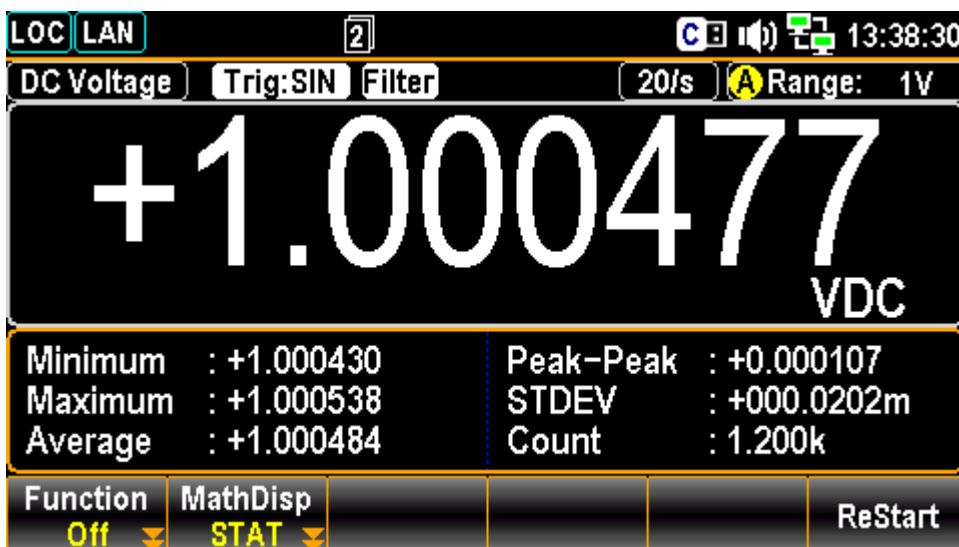 LOC LAN 2 C 13:38:30
DC Voltage Trig:SIN Filter 20/s A Range: 1V
+1.000477
VDC
Minimum : +1.000430 Peak-Peak : +0.000107
Maximum : +1.000538 STDEV : +000.0202m
Average : +1.000484 Count : 1.200k
Function MathDisp
Off STAT ReStart